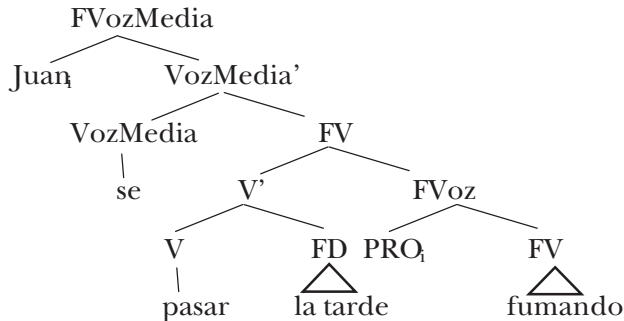 FVozMedia
Juanᵢ VozMedia’
VozMedia FV
se V’ FVoz
V FD PROᵢ FV
pasar la tarde fumando